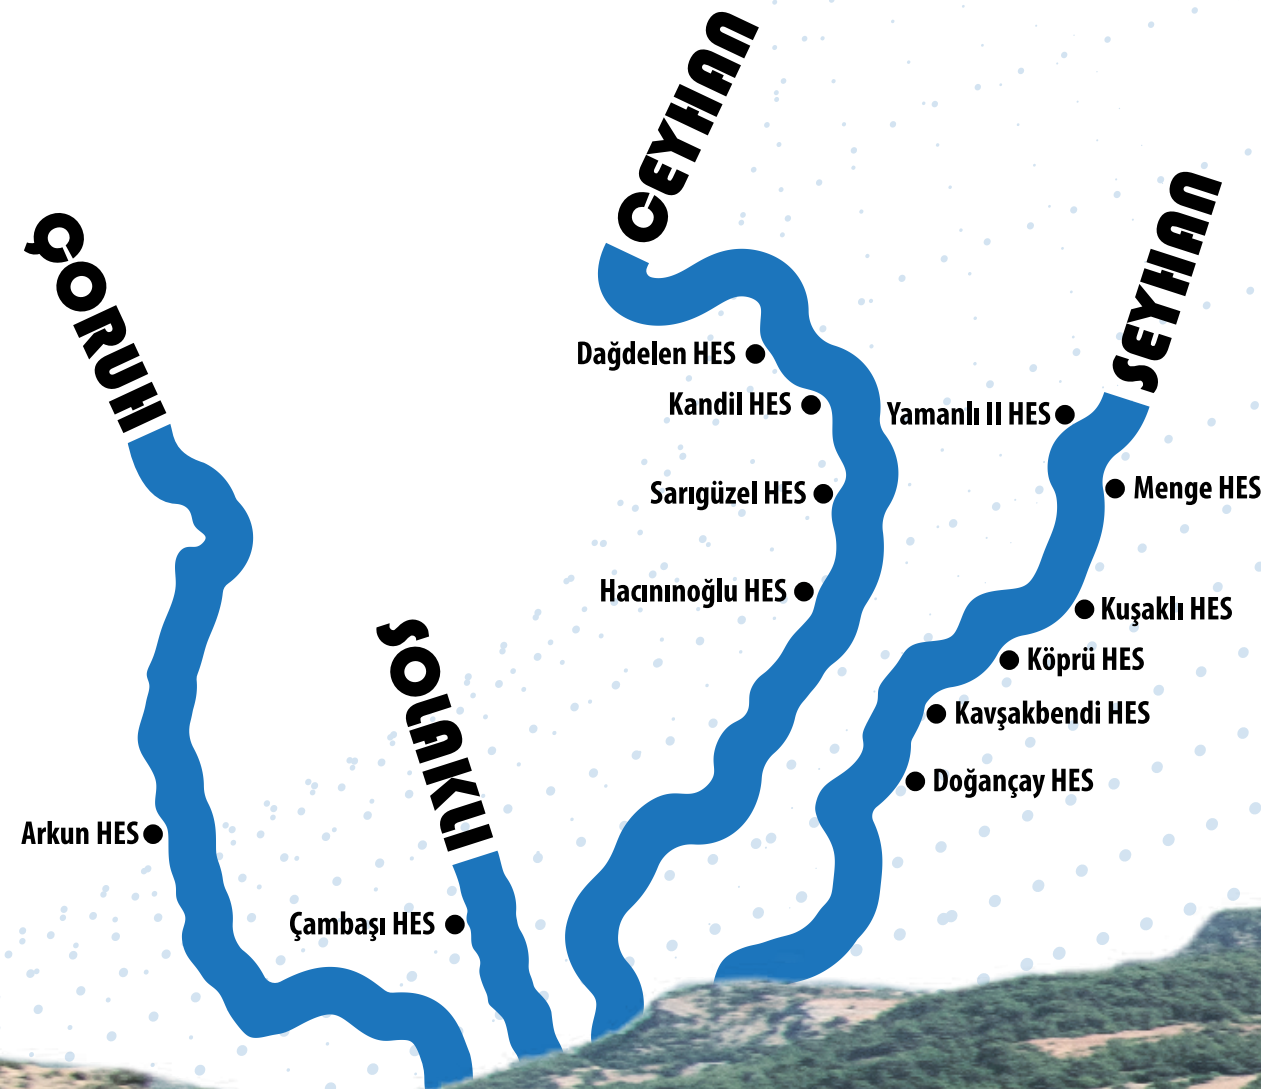 CEYHAN
SEYHAN
ÇORUH
Dağdelen HES
Kandil HES
Yamanlı II HES
Menge HES
Sarıgüzel HES
Hacınınoğlu HES
Kuşaklı HES
SOLAKLI
Köprü HES
Kavşakbendi HES
Doğançay HES
Arkun HES
Çambaşı HES